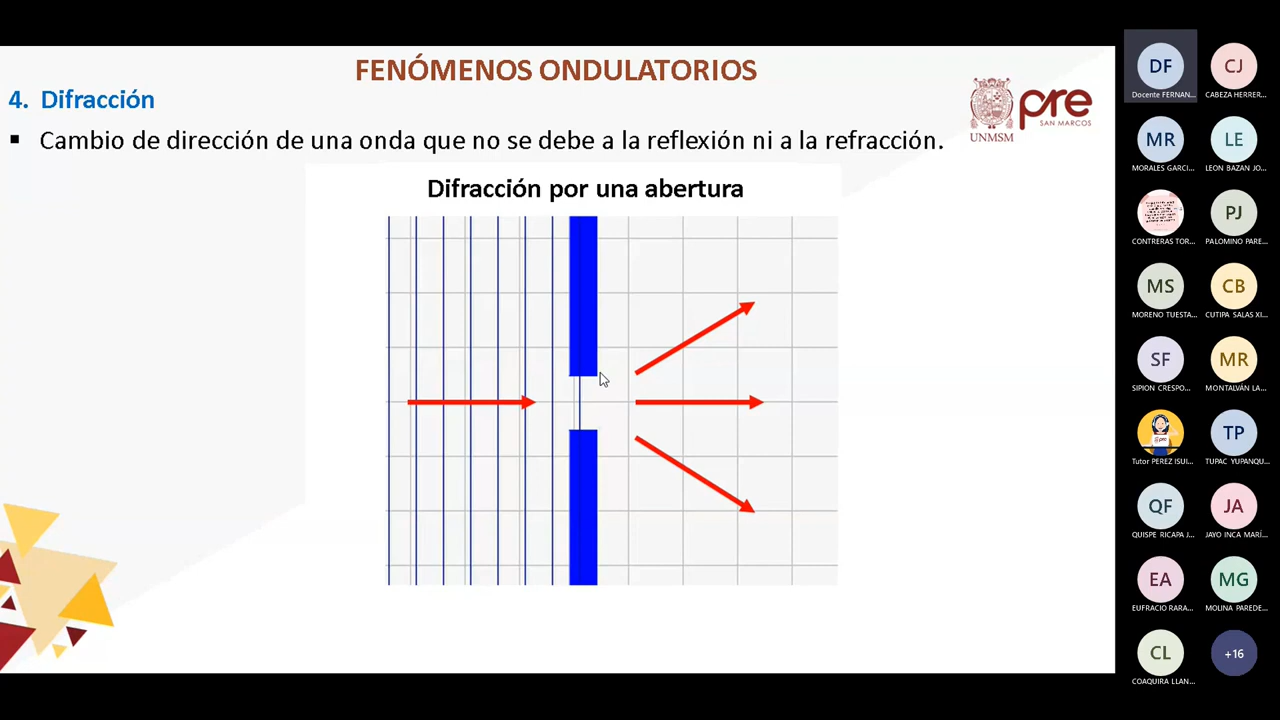 FENÓMENOS ONDULATORIOS
4. Difracción
▪ Cambio de dirección de una onda que no se debe a la reflexión ni a la refracción.
UNMSM
pre
SAN MARCOS
Difracción por una abertura
DF
CJ
Docente FERNAN...
CABEZA HERRER...
MR
LE
MORALES GARCI...
LEON BAZAN JO...
PJ
CONTRERAS TOR...
PALOMINO PARE...
MS
CB
MORENO TUESTA...
CUTIPA SALAS XI...
SF
MR
SIPION CRESPO...
MONTALVÁN LA...
TP
Tutor PEREZ ISUI...
TUPAC YUPANQU...
QF
JA
QUISPE RICAPA J...
JAYO INCA MARÍ...
EA
MG
EUFRACIO RARA...
MOLINA PAREDE...
CL
+16
COAQUIRA LLAN...